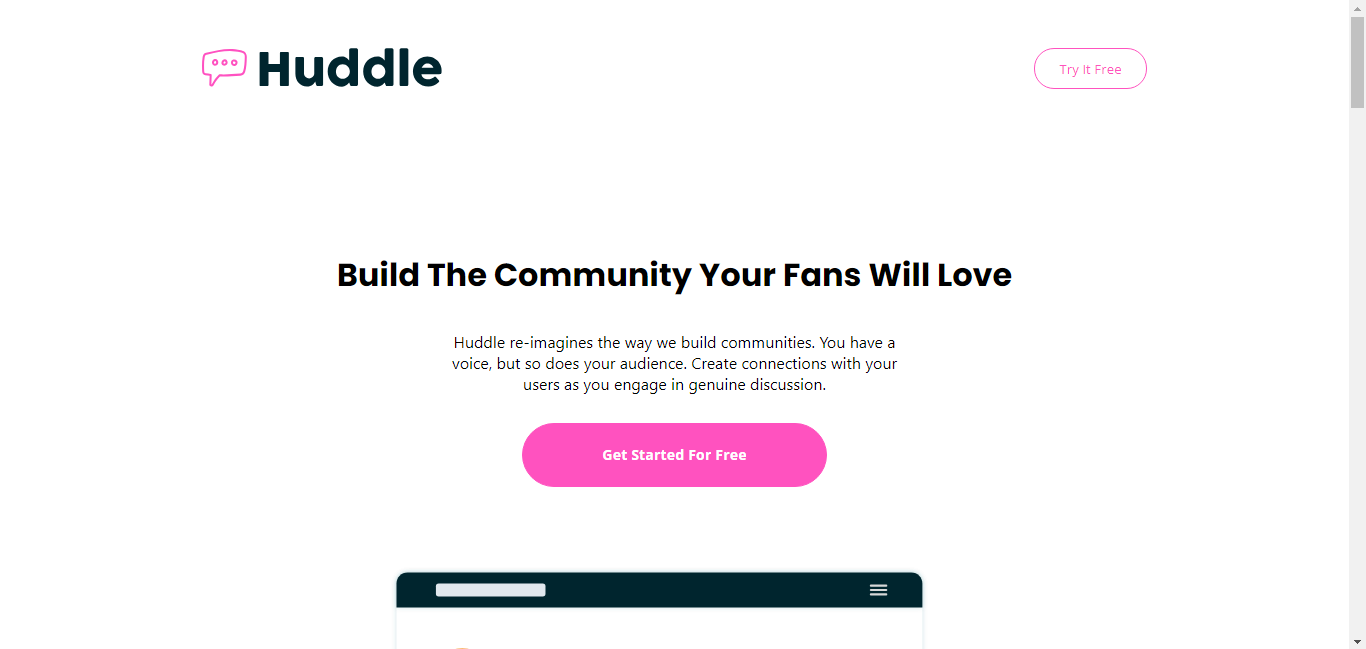 Huddle
Try It Free
Build The Community Your Fans Will Love
Huddle re-imagines the way we build communities. You have a
voice, but so does your audience. Create connections with your
users as you engage in genuine discussion.
Get Started For Free